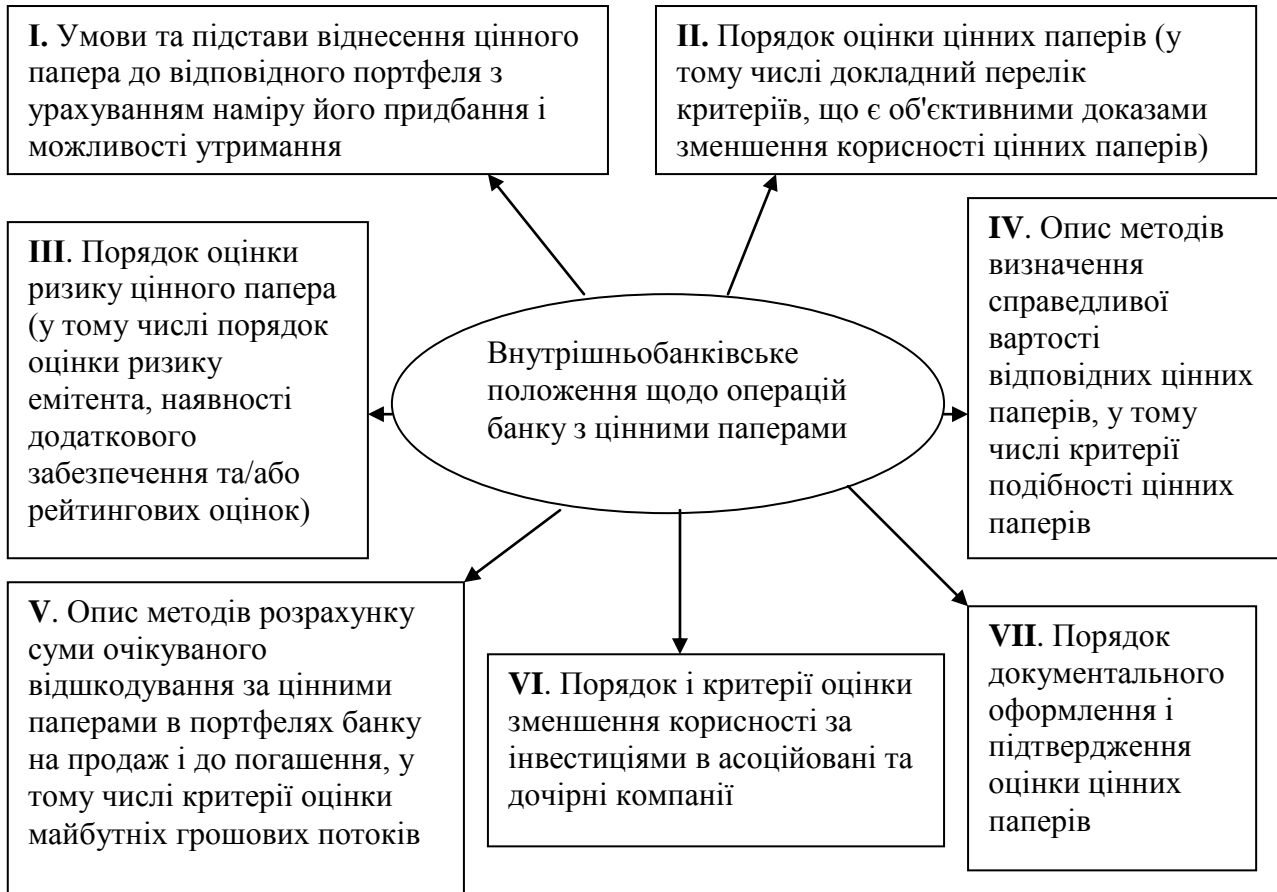 I. Умови та підстави віднесення цінного
папера до відповідного портфеля з
урахуванням наміру його придбання і
можливості утримання
II. Порядок оцінки цінних паперів (у
тому числі докладний перелік
критеріїв, що є об'єктивними доказами
зменшення корисності цінних паперів)
III. Порядок оцінки
ризику цінного папера
(у тому числі порядок
оцінки ризику
емітента, наявності
додаткового
забезпечення та/або
рейтингових оцінок)
Внутрішньобанківське
положення щодо операцій
банку з цінними паперами
IV. Опис методів
визначення
справедливої
вартості
відповідних цінних
паперів, у тому
числі критерії
подібності цінних
паперів
V. Опис методів розрахунку
суми очікуваного
відшкодування за цінними
паперами в портфелях банку
на продаж і до погашення, у
тому числі критерії оцінки
майбутніх грошових потоків
VI. Порядок і критерії оцінки
зменшення корисності за
інвестиціями в асоційовані та
дочірні компанії
VII. Порядок
документального
оформлення і
підтвердження
оцінки цінних
паперів